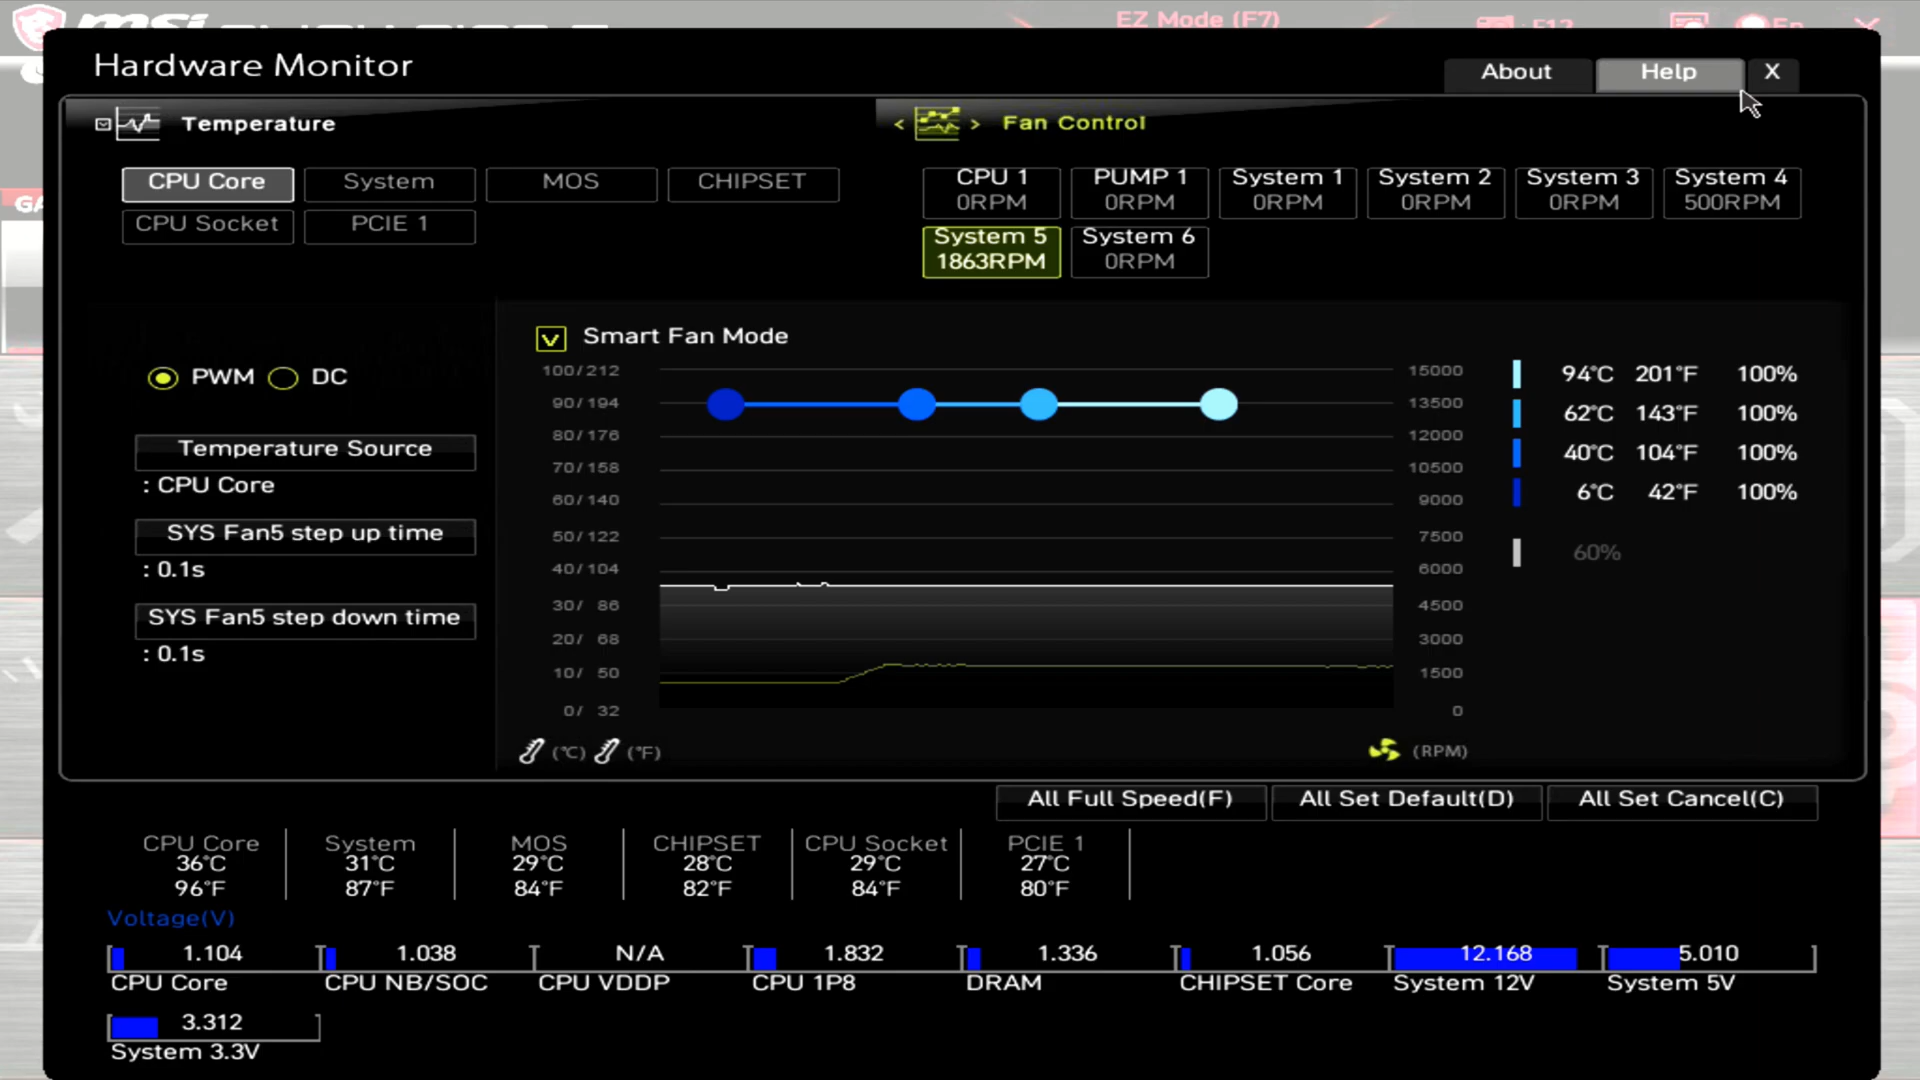 msi
EZ Mode (F7)
: F12
En
Hardware Monitor
About
Help
X
Temperature
< > Fan Control
CPU Core
System
MOS
CHIPSET
CPU Socket
PCIE 1
CPU 1
0RPM
PUMP 1
0RPM
System 1
0RPM
System 2
0RPM
System 3
0RPM
System 4
500RPM
System 5
1863RPM
System 6
0RPM
PWM
DC
Temperature Source
: CPU Core
SYS Fan5 step up time
: 0.1s
SYS Fan5 step down time
: 0.1s
Smart Fan Mode
100/212 15000
90/194 13500
80/176 12000
70/158 10500
60/140 9000
50/122 7500
40/104 6000
30/ 86 4500
20/ 68 3000
10/ 50 1500
0/ 32 0
(°C) (°F) (RPM)
94°C 201°F 100%
62°C 143°F 100%
40°C 104°F 100%
6°C 42°F 100%
60%
All Full Speed(F)
All Set Default(D)
All Set Cancel(C)
CPU Core
36°C
96°F
System
31°C
87°F
MOS
29°C
84°F
CHIPSET
28°C
82°F
CPU Socket
29°C
84°F
PCIE 1
27°C
80°F
Voltage(V)
1.104
CPU Core
1.038
CPU NB/SOC
N/A
CPU VDDP
1.832
CPU 1P8
1.336
DRAM
1.056
CHIPSET Core
12.168
System 12V
5.010
System 5V
3.312
System 3.3V